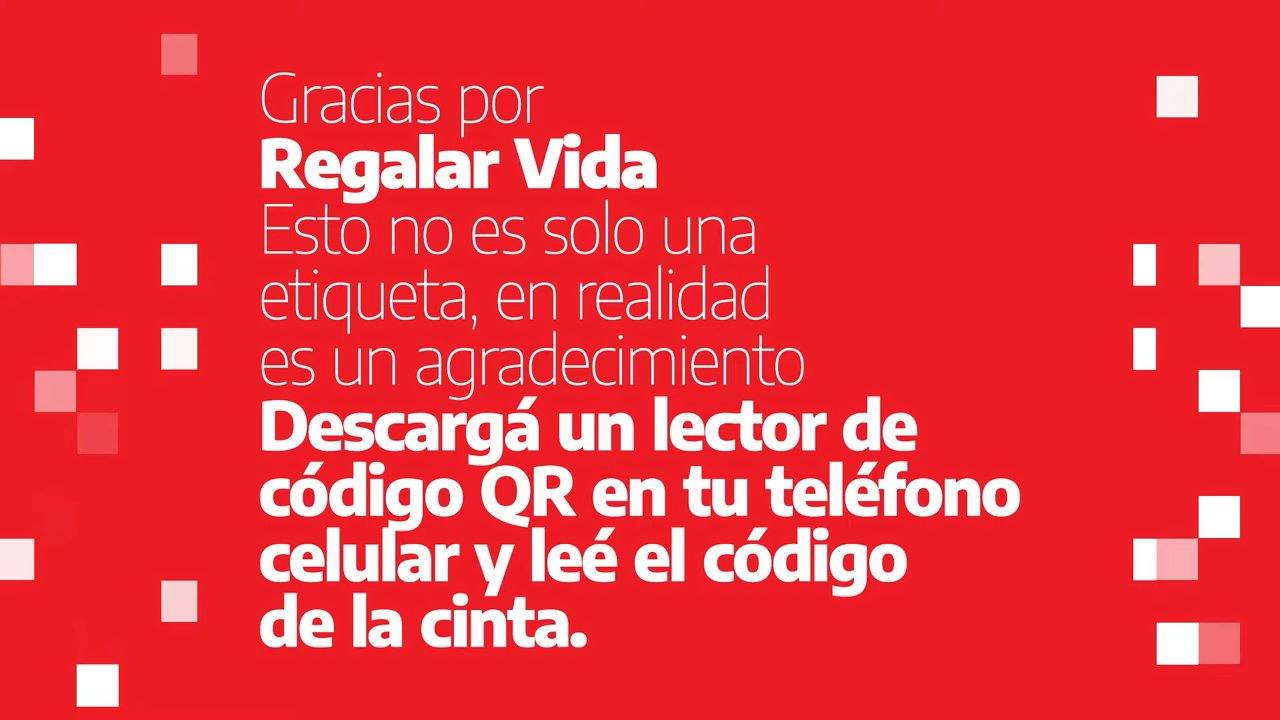 Gracias por
Regalar Vida
Esto no es solo una
etiqueta, en realidad
es un agradecimiento
Descargá un lector de
código QR en tu teléfono
celular y leé el código
de la cinta.